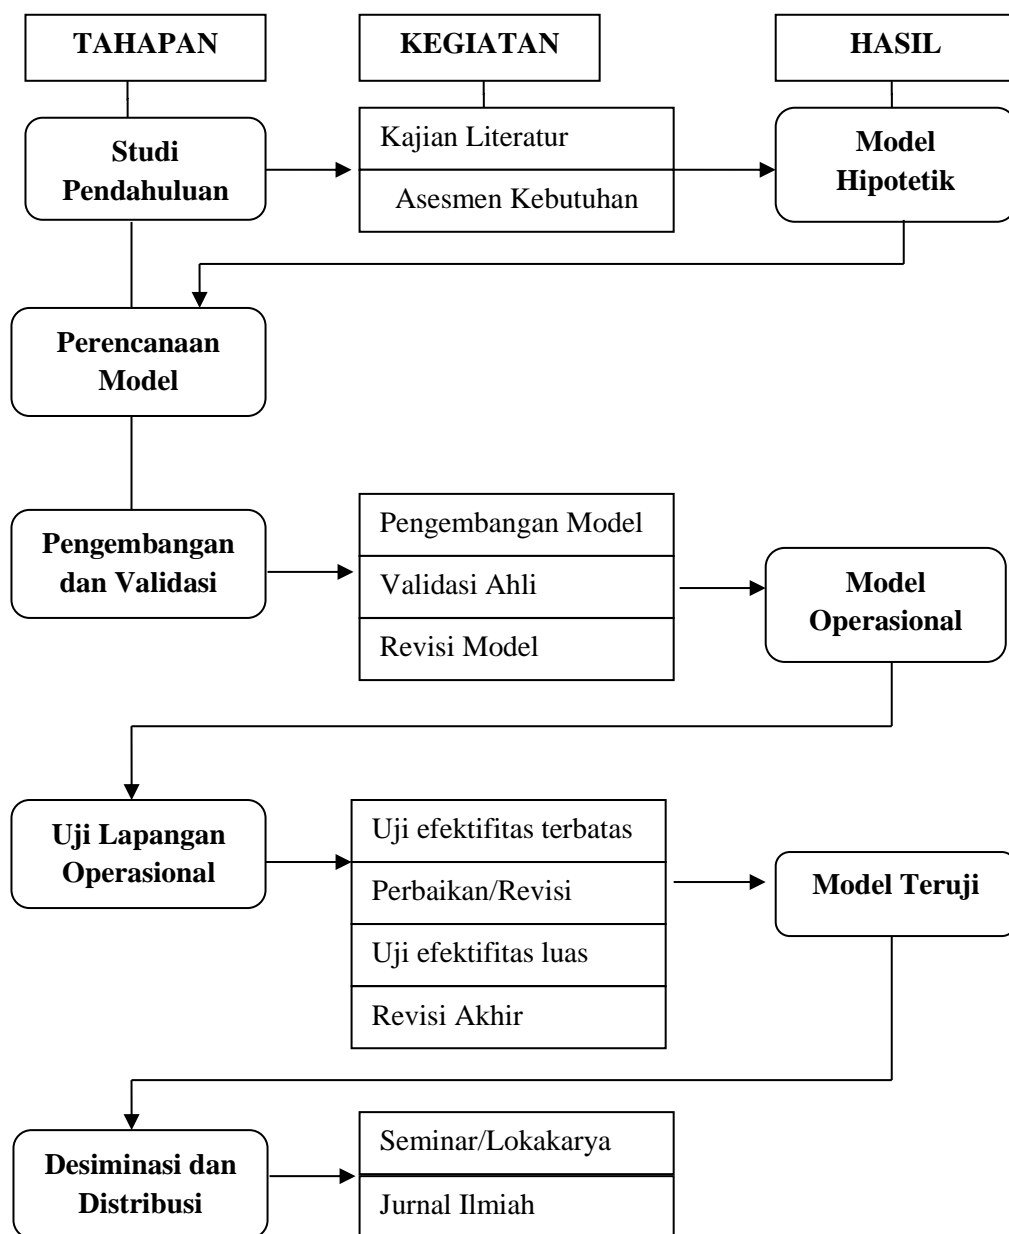 TAHAPAN
KEGIATAN
HASIL
Studi
Pendahuluan
Kajian Literatur
Asesmen Kebutuhan
Model
Hipotetik
Perencanaan
Model
Pengembangan
dan Validasi
Pengembangan Model
Validasi Ahli
Revisi Model
Model
Operasional
Uji Lapangan
Operasional
Uji efektifitas terbatas
Perbaikan/Revisi
Uji efektifitas luas
Revisi Akhir
Model Teruji
Desiminasi dan
Distribusi
Seminar/Lokakarya
Jurnal Ilmiah